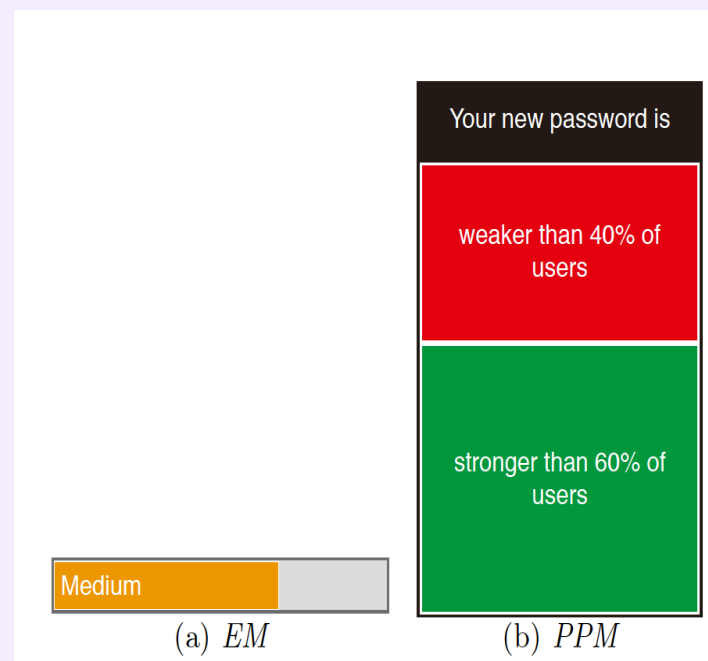 Your new password is
weaker than 40% of
users
stronger than 60% of
users
Medium
(a) EM
(b) PPM